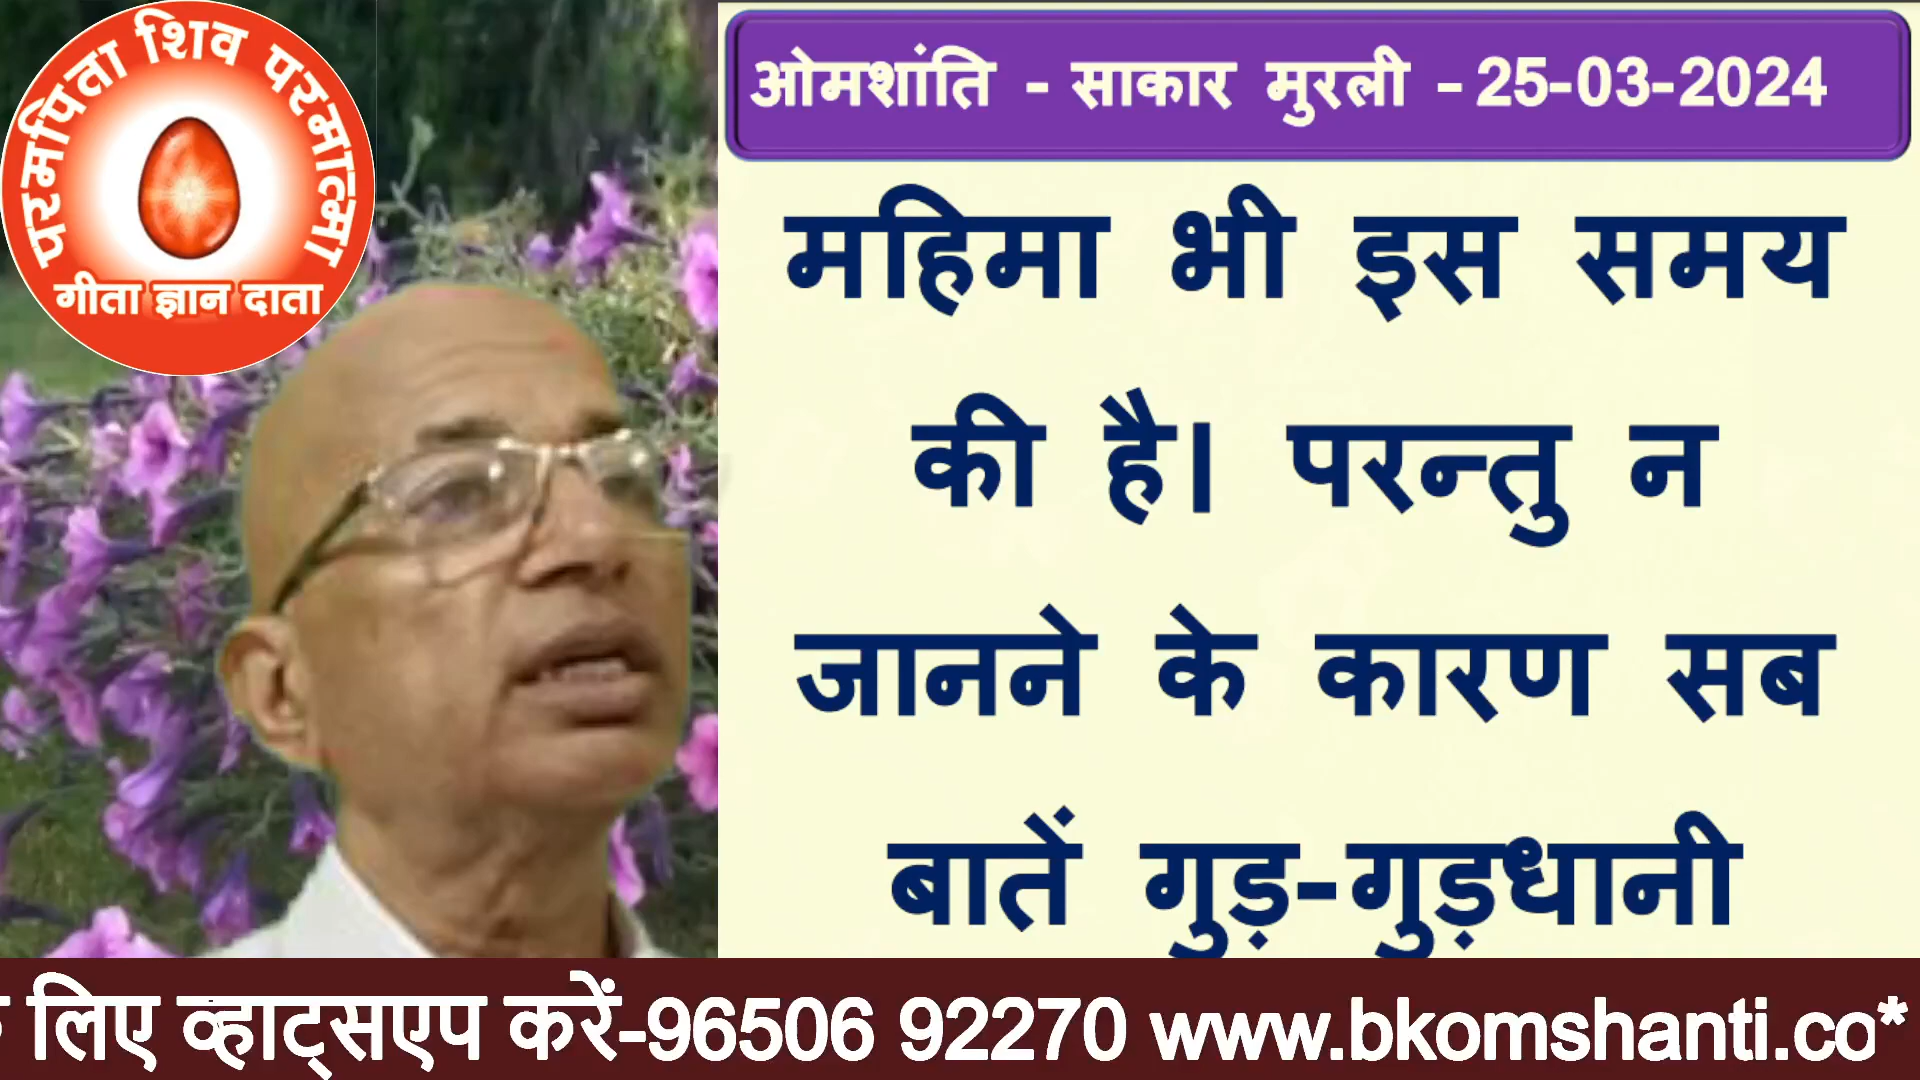 परमपिता शिव परमात्मा
गीता ज्ञान दाता
ओमशांति - साकार मुरली - 25-03-2024
महिमा भी इस समय
की है। परन्तु न
जानने के कारण सब
बातें गुड़-गुड़धानी
लिए व्हाट्सएप करें-96506 92270 www.bkomshanti.co*